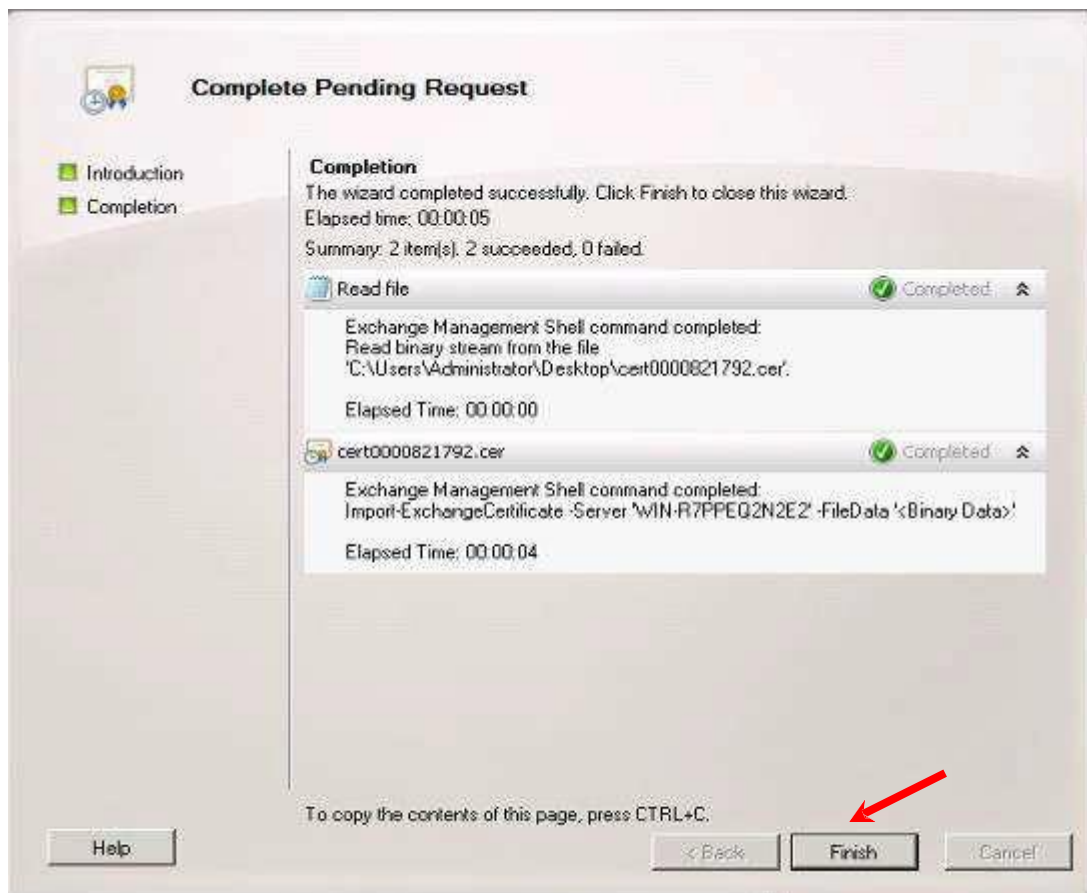 Complete Pending Request
Introduction
Completion
Completion
The wizard completed successfully. Click Finish to close this wizard.
Elapsed time: 00:00:05
Summary: 2 item(s). 2 succeeded, 0 failed.
Read file
Completed
Exchange Management Shell command completed:
Read binary stream from the file
'C:\Users\Administrator\Desktop\cert0000821792.cer'.
Elapsed Time: 00:00:00
cert0000821792.cer
Completed
Exchange Management Shell command completed:
Import-ExchangeCertificate -Server 'WIN-R7PPEQ2N2E2' -FileData '<Binary Data>'
Elapsed Time: 00:00:04
To copy the contents of this page, press CTRL+C.
Help
< Back
Finish
Cancel